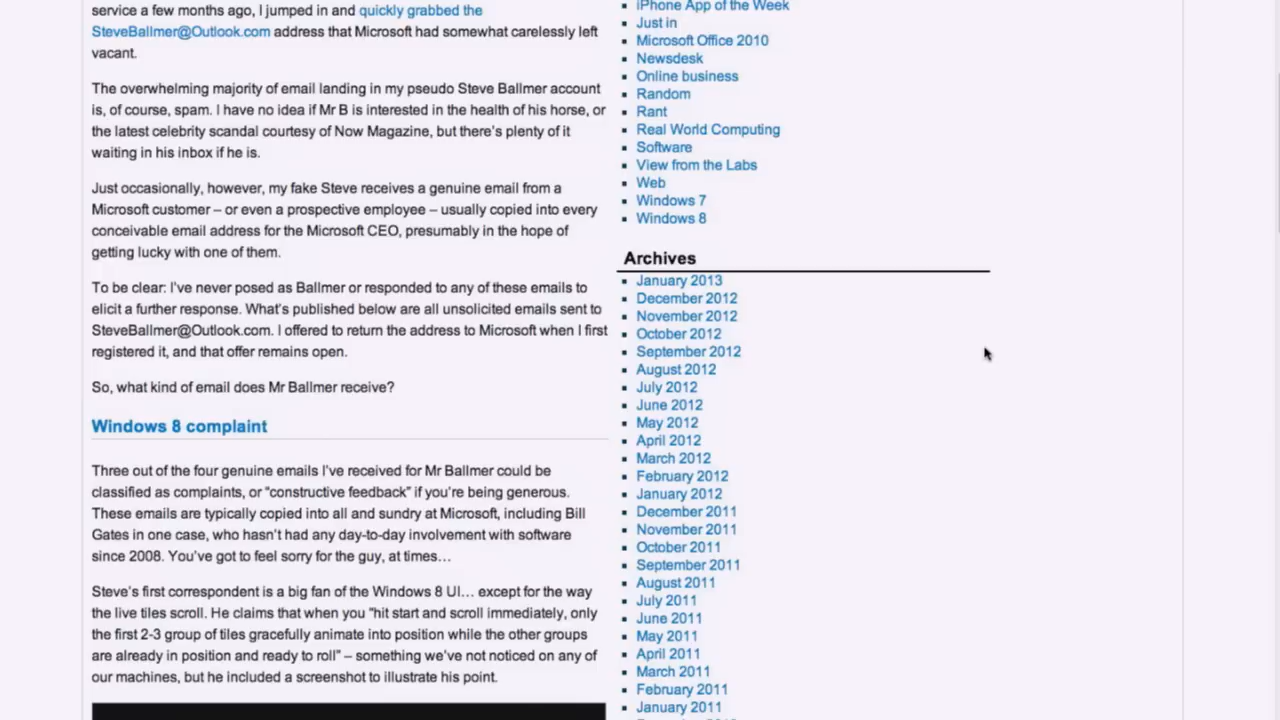 service a few months ago, I jumped in and quickly grabbed the
SteveBallmer@Outlook.com address that Microsoft had somewhat carelessly left
vacant.
The overwhelming majority of email landing in my pseudo Steve Ballmer account
is, of course, spam. I have no idea if Mr B is interested in the health of his horse, or
the latest celebrity scandal courtesy of Now Magazine, but there's plenty of it
waiting in his inbox if he is.
Just occasionally, however, my fake Steve receives a genuine email from a
Microsoft customer – or even a prospective employee – usually copied into every
conceivable email address for the Microsoft CEO, presumably in the hope of
getting lucky with one of them.
To be clear: I've never posed as Ballmer or responded to any of these emails to
elicit a further response. What's published below are all unsolicited emails sent to
SteveBallmer@Outlook.com. I offered to return the address to Microsoft when I first
registered it, and that offer remains open.
So, what kind of email does Mr Ballmer receive?
Windows 8 complaint
Three out of the four genuine emails I've received for Mr Ballmer could be
classified as complaints, or "constructive feedback" if you're being generous.
These emails are typically copied into all and sundry at Microsoft, including Bill
Gates in one case, who hasn't had any day-to-day involvement with software
since 2008. You've got to feel sorry for the guy, at times…
Steve's first correspondent is a big fan of the Windows 8 UI… except for the way
the live tiles scroll. He claims that when you "hit start and scroll immediately, only
the first 2-3 group of tiles gracefully animate into position while the other groups
are already in position and ready to roll" – something we've not noticed on any of
our machines, but he included a screenshot to illustrate his point.
iPhone App of the Week
Just in
Microsoft Office 2010
Newsdesk
Online business
Random
Rant
Real World Computing
Software
View from the Labs
Web
Windows 7
Windows 8
Archives
January 2013
December 2012
November 2012
October 2012
September 2012
August 2012
July 2012
June 2012
May 2012
April 2012
March 2012
February 2012
January 2012
December 2011
November 2011
October 2011
September 2011
August 2011
July 2011
June 2011
May 2011
April 2011
March 2011
February 2011
January 2011